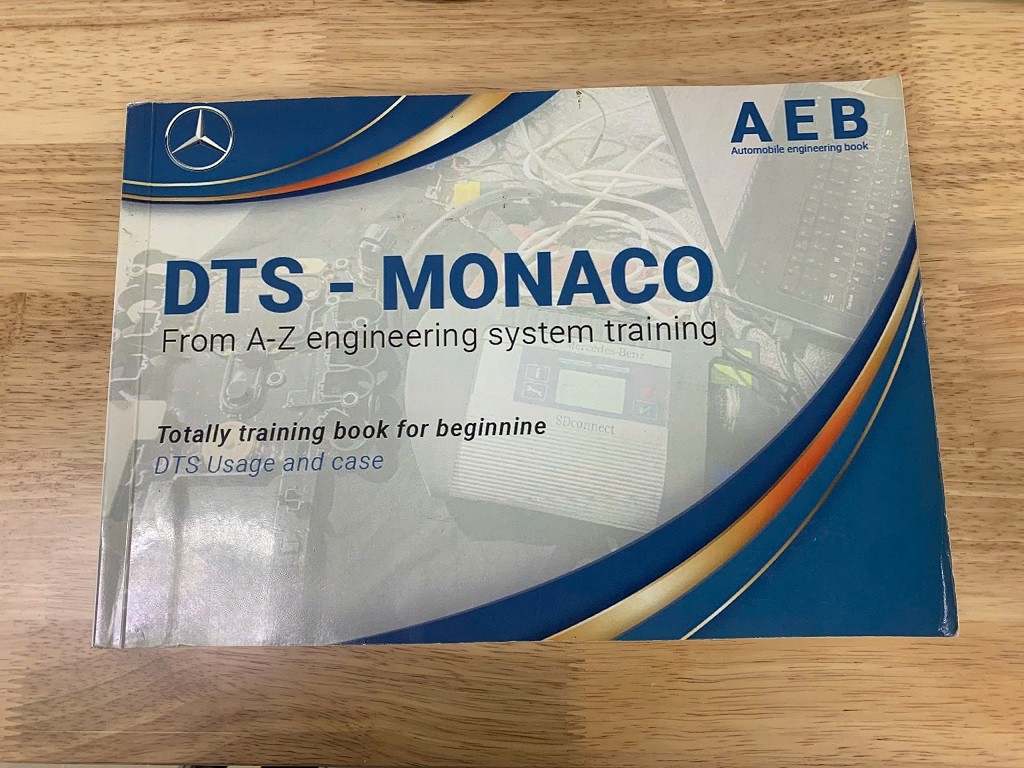 AEB
Automobile engineering book
DTS - MONACO
From A-Z engineering system training
Mercedes-Benz
SDconnect
Totally training book for beginnine
DTS Usage and case